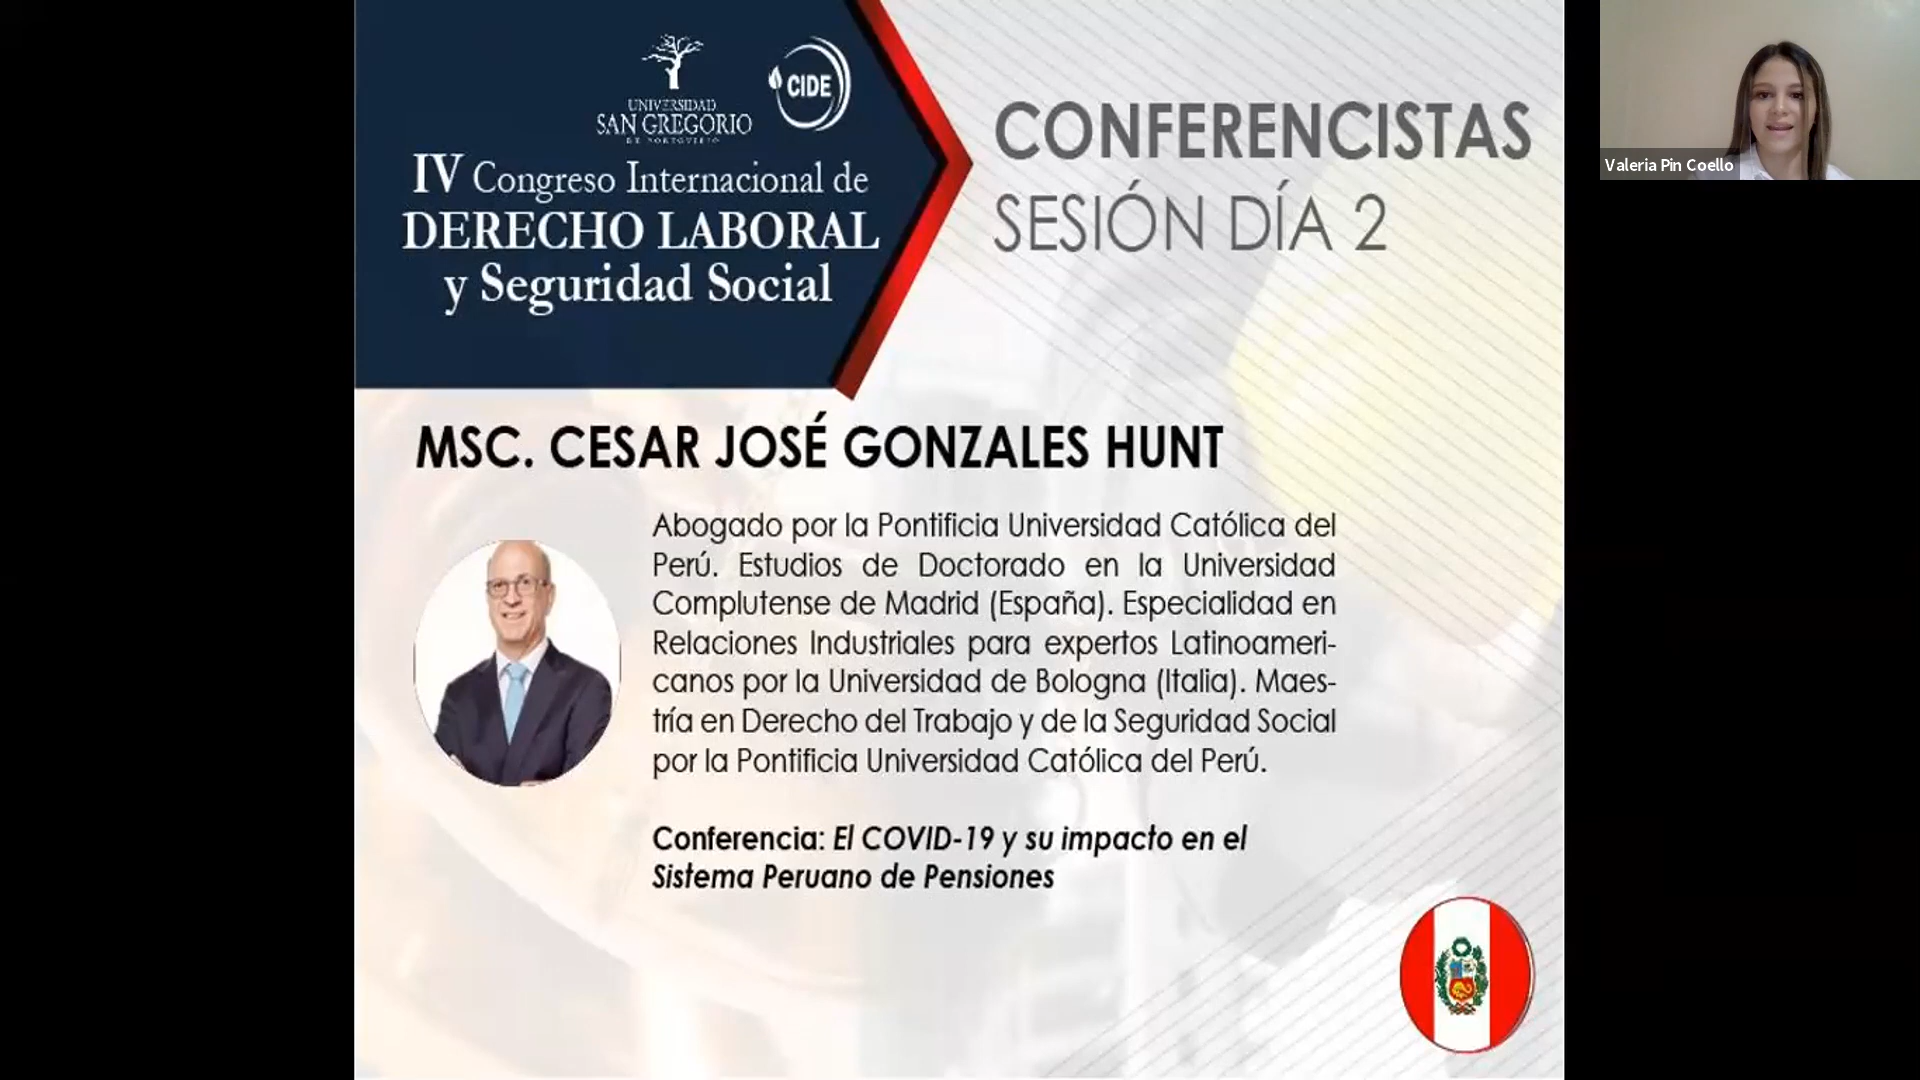 UNIVERSIDAD
SAN GREGORIO
DE PORTOVIEJO
CIDE
IV Congreso Internacional de
DERECHO LABORAL
y Seguridad Social
CONFERENCISTAS
SESIÓN DÍA 2
Valeria Pin Coello
MSC. CESAR JOSÉ GONZALES HUNT
Abogado por la Pontificia Universidad Católica del
Perú. Estudios de Doctorado en la Universidad
Complutense de Madrid (España). Especialidad en
Relaciones Industriales para expertos Latinoameri-
canos por la Universidad de Bologna (Italia). Maes-
tría en Derecho del Trabajo y de la Seguridad Social
por la Pontificia Universidad Católica del Perú.
Conferencia: El COVID-19 y su impacto en el
Sistema Peruano de Pensiones